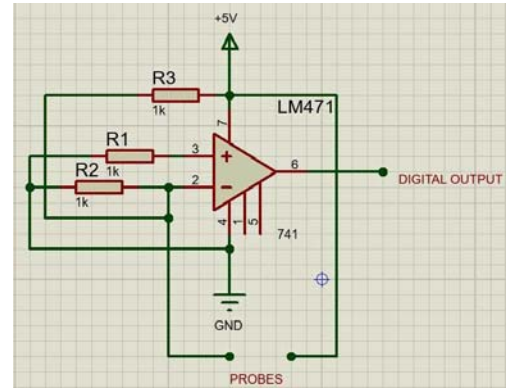 +5V
R3
1k
LM471
7
R1
1k
3
6
R2
1k
2
DIGITAL OUTPUT
4
1
5
741
GND
PROBES